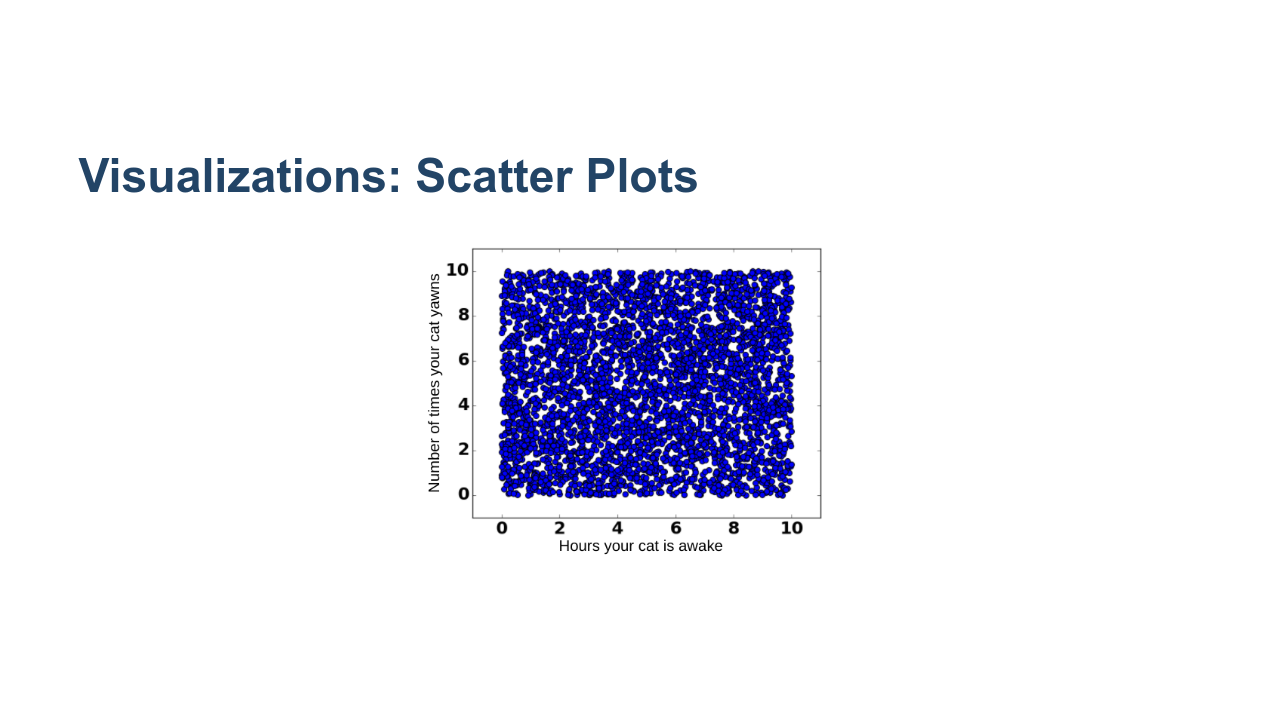 Visualizations: Scatter Plots
Number of times your cat yawns
10
8
6
4
2
0
0 2 4 6 8 10
Hours your cat is awake